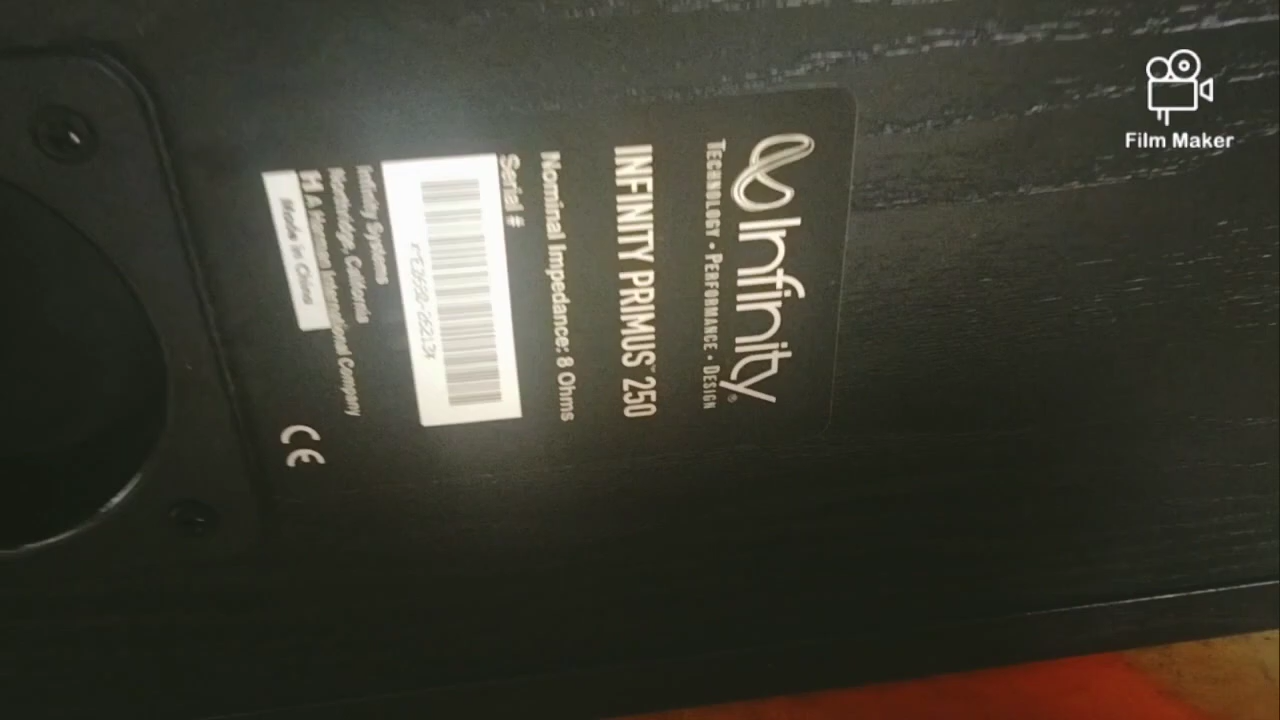 Infinity®
TECHNOLOGY • PERFORMANCE • DESIGN
INFINITY PRIMUS™ 250
Nominal Impedance: 8 Ohms
Serial #
Infinity Systems
Northridge, California
H A Harman International Company
Made in China
CE
Film Maker